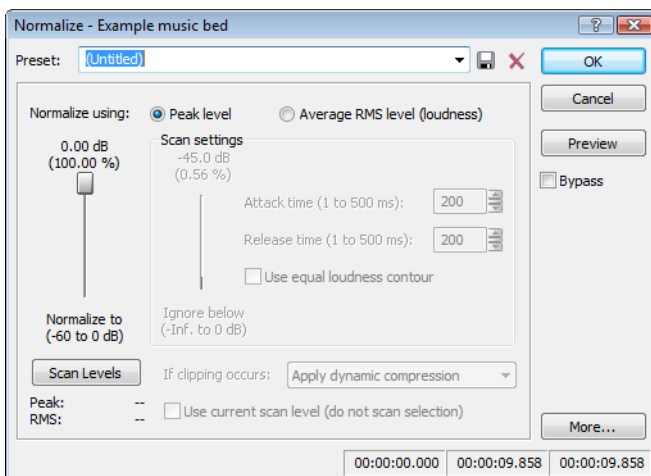 Normalize - Example music bed
Preset: (Untitled)
OK
Cancel
Preview
Bypass
Normalize using: Peak level Average RMS level (loudness)
0.00 dB
(100.00 %)
Scan settings
-45.0 dB
(0.56 %)
Attack time (1 to 500 ms): 200
Release time (1 to 500 ms): 200
Use equal loudness contour
Ignore below
(-Inf. to 0 dB)
Normalize to
(-60 to 0 dB)
Scan Levels
If clipping occurs: Apply dynamic compression
Peak: --
RMS: --
Use current scan level (do not scan selection)
More...
00:00:00.000 00:00:09.858 00:00:09.858